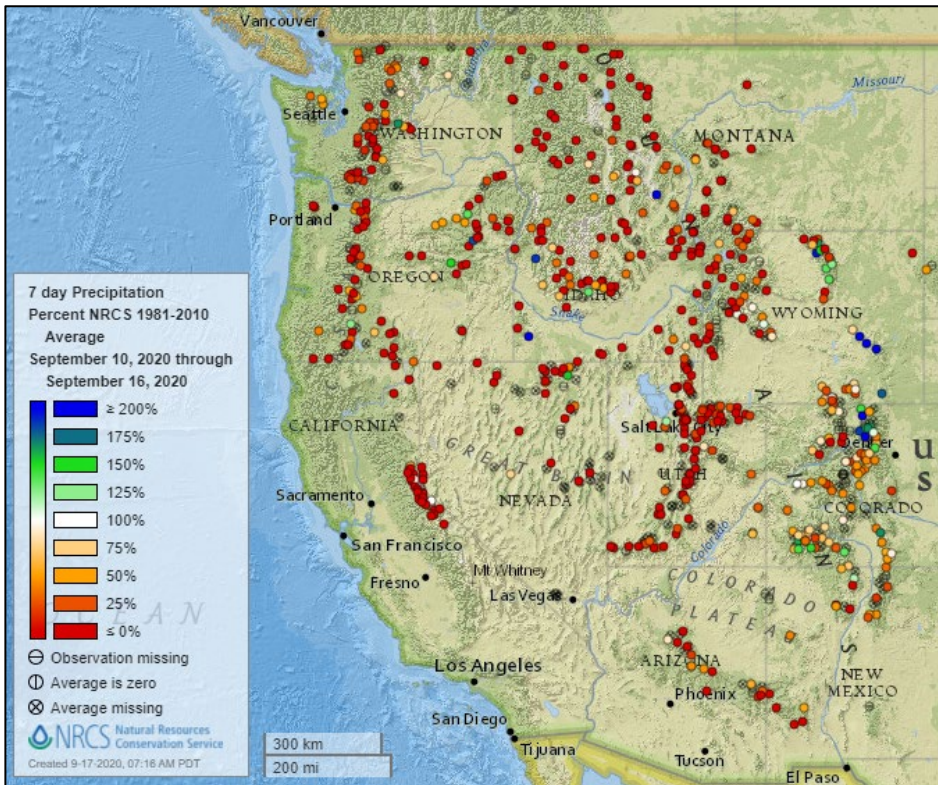 Vancouver
Columbia
Missouri
Seattle
WASHINGTON
MONTANA
Portland
OREGON
IDAHO
Snake
WYOMING
7 day Precipitation
Percent NRCS 1981-2010
Average
September 10, 2020 through
September 16, 2020
≥ 200%
175%
150%
125%
100%
75%
50%
25%
≤ 0%
Observation missing
Average is zero
Average missing
NRCS Natural Resources
Conservation Service
Created 9-17-2020, 07:16 AM PDT
CALIFORNIA
Salt Lake City
Denver
GREAT BASIN
UTAH
NEVADA
COLORADO
Sacramento
San Francisco
Colorado
Fresno
Mt Whitney
Las Vegas
COLORADO
PLATEAU
OCEAN
Los Angeles
ARIZONA
NEW
MEXICO
Phoenix
San Diego
Tijuana
Tucson
El Paso
300 km
200 mi
U
S